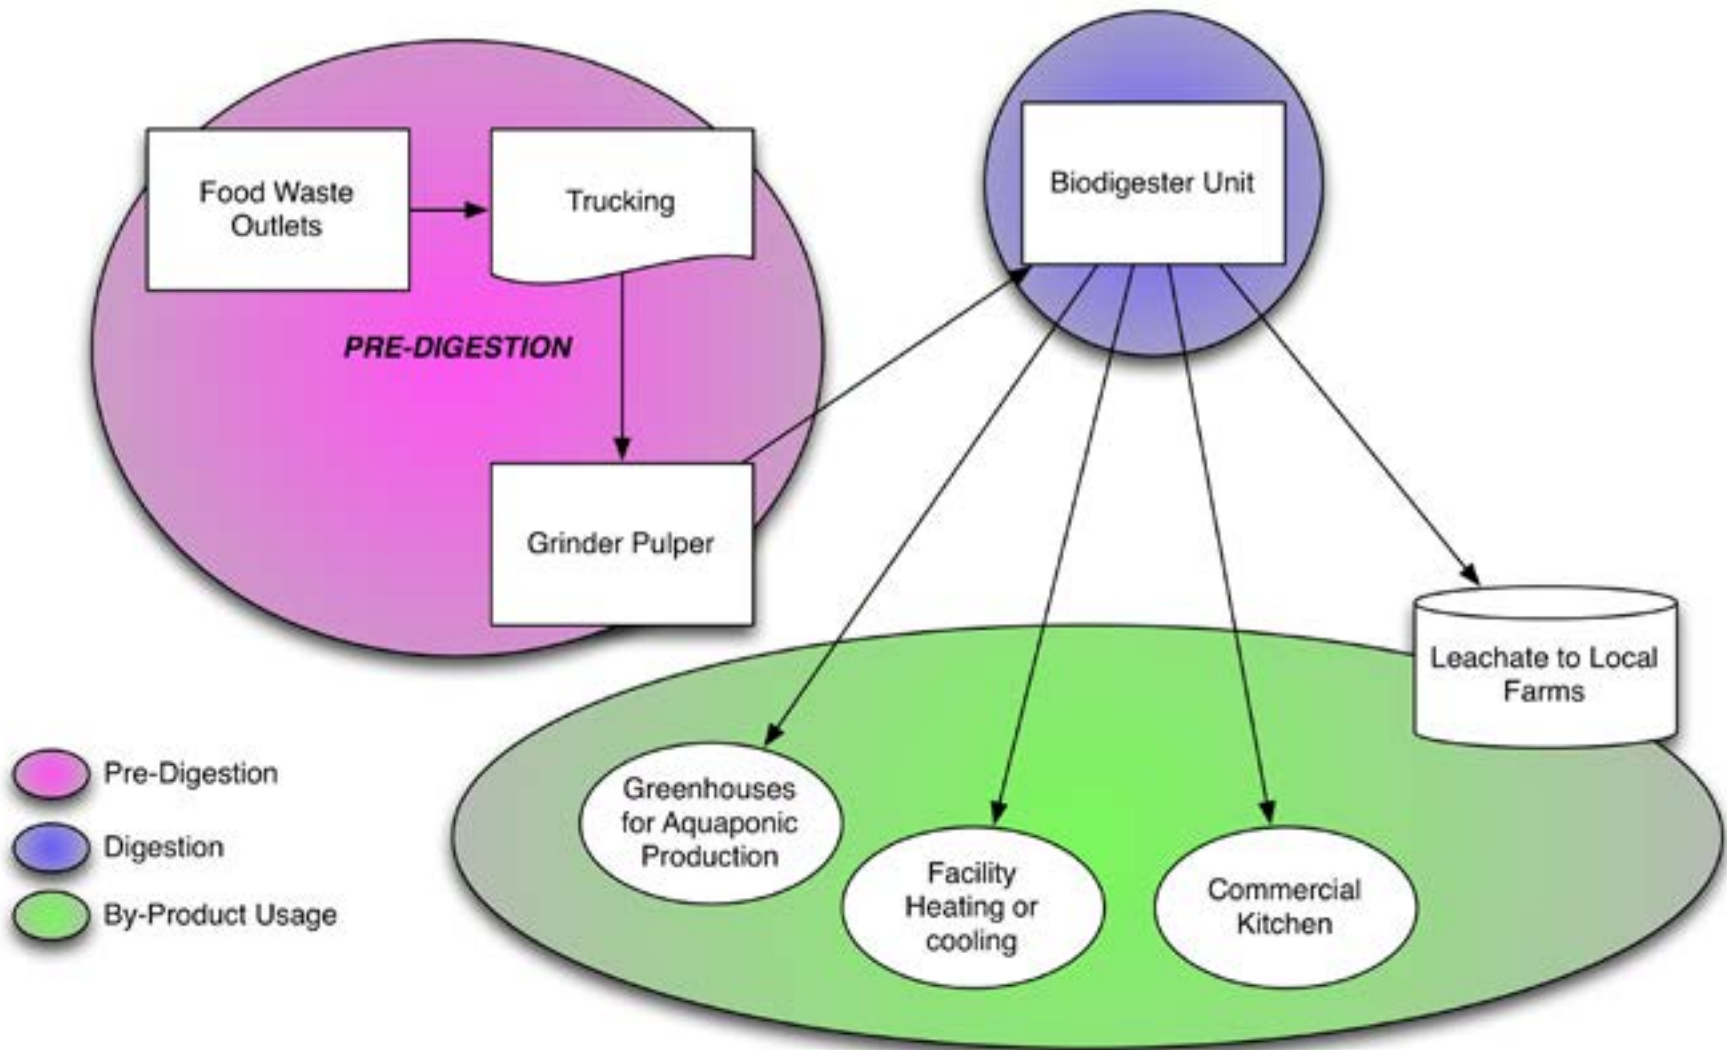 Food Waste
Outlets
Trucking
Biodigester Unit
PRE-DIGESTION
Grinder Pulper
Leachate to Local
Farms
Greenhouses
for Aquaponic
Production
Facility
Heating or
cooling
Commercial
Kitchen
Pre-Digestion
Digestion
By-Product Usage